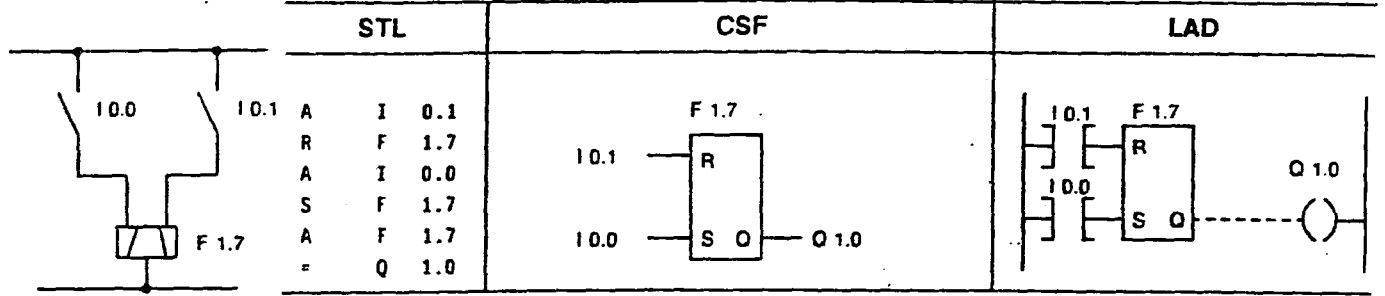 STL CSF LAD
I 0.0 I 0.1
F 1.7
A I 0.1
R F 1.7
A I 0.0
S F 1.7
A F 1.7
= Q 1.0
F 1.7
I 0.1 R
I 0.0 S Q Q 1.0
I 0.1 F 1.7
R
I 0.0 Q 1.0
S Q